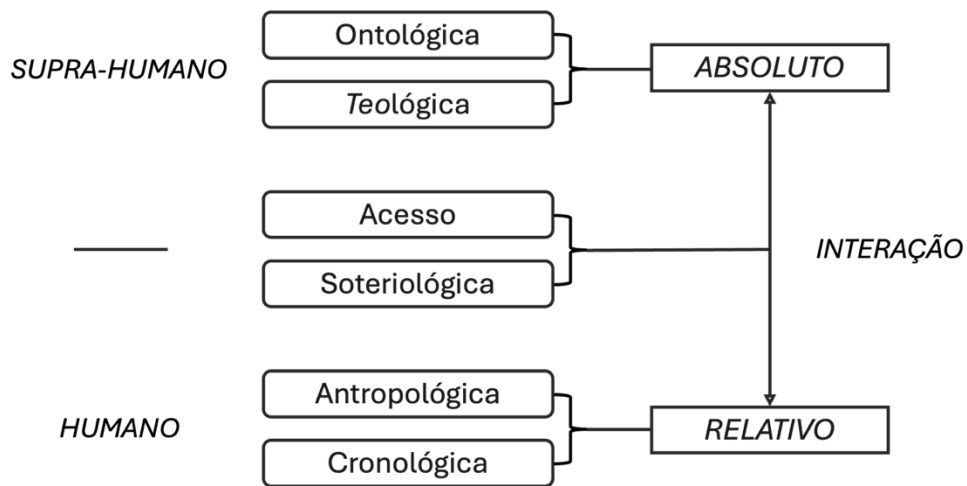 Ontológica
SUPRA-HUMANO
ABSOLUTO
Teológica
Acesso
INTERAÇÃO
Soteriológica
Antropológica
HUMANO
RELATIVO
Cronológica